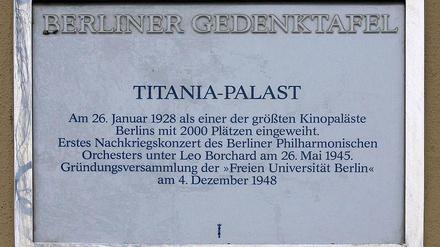 BERLINER GEDENKTAFEL
TITANIA-PALAST
Am 26. Januar 1928 als einer der größten Kinopaläste
Berlins mit 2000 Plätzen eingeweiht.
Erstes Nachkriegskonzert des Berliner Philharmonischen
Orchesters unter Leo Borchard am 26. Mai 1945.
Gründungsversammlung der »Freien Universität Berlin«
am 4. Dezember 1948